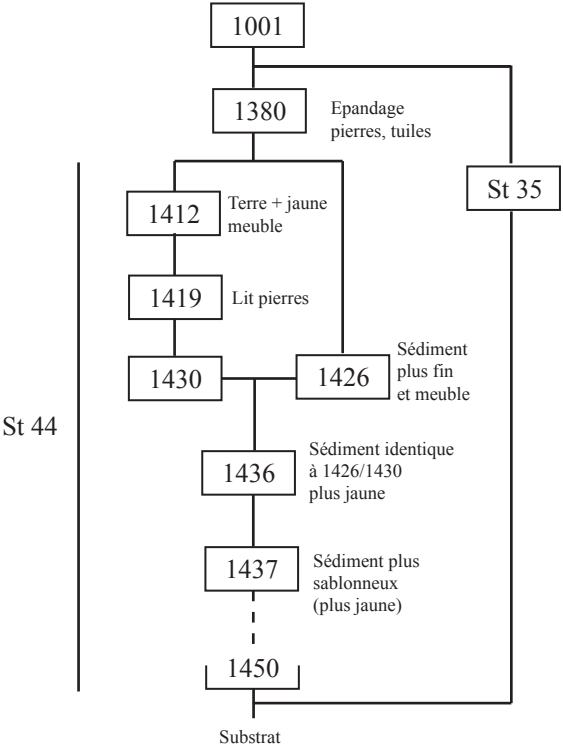 1001
1380
Epandage
pierres, tuiles
St 35
1412
Terre + jaune
meuble
1419
Lit pierres
1430
1426
Sédiment
plus fin
et meuble
St 44
1436
Sédiment identique
à 1426/1430
plus jaune
1437
Sédiment plus
sablonneux
(plus jaune)
1450
Substrat